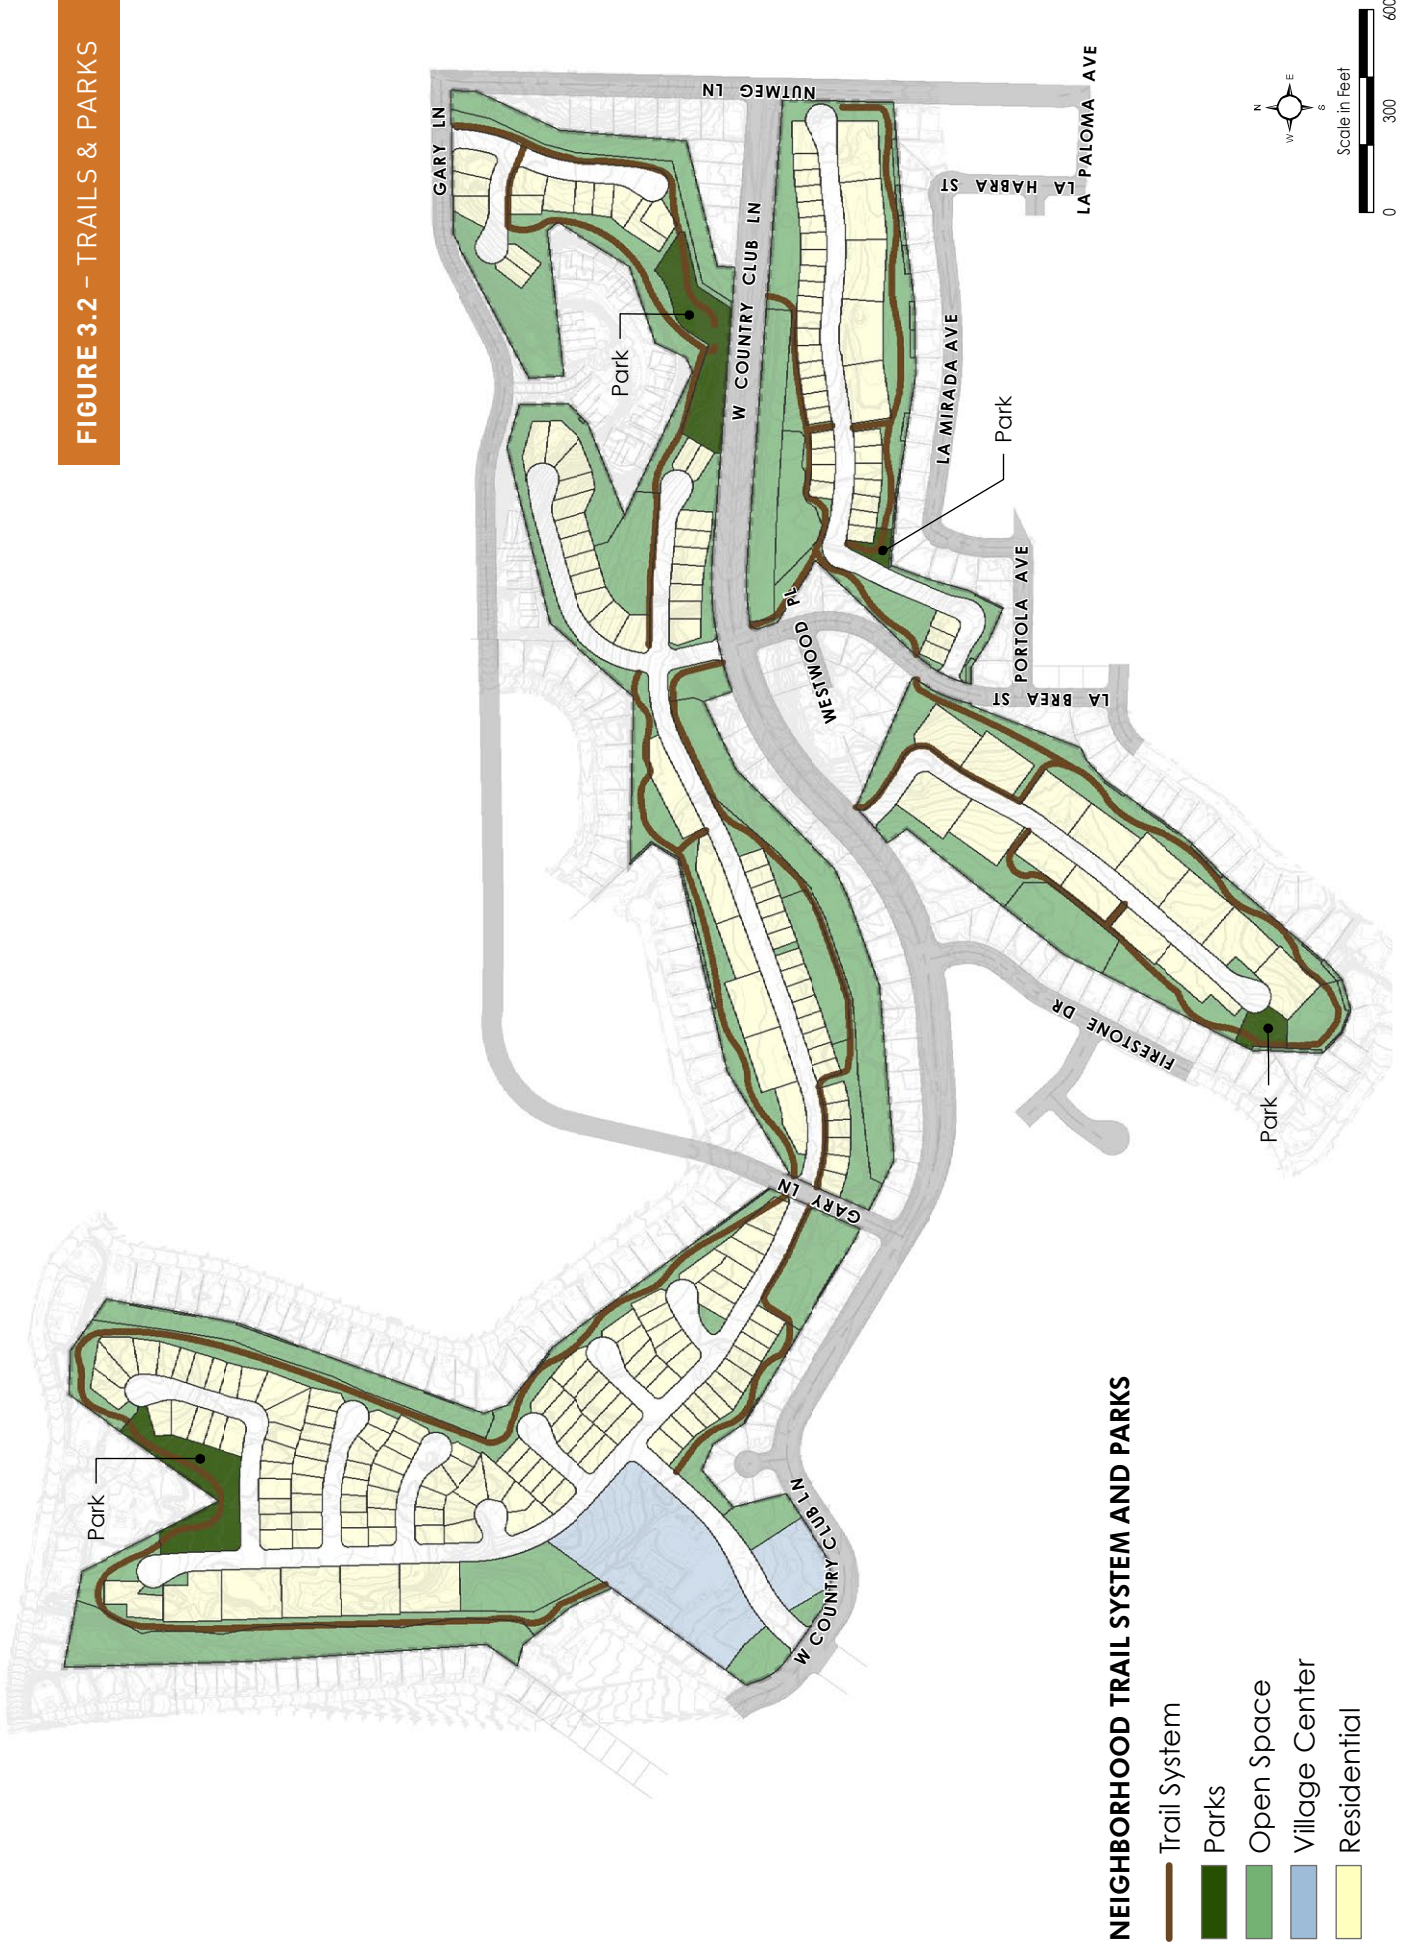 FIGURE 3.2 – TRAILS & PARKS
GARY LN
NUTMEG LN
W COUNTRY CLUB LN
LA PALOMA AVE
LA HABRA ST
LA MIRADA AVE
Park
Park
WESTWOOD PL
PORTOLA AVE
LA BREA ST
FIRESTONE DR
Park
GARY LN
Park
W COUNTRY CLUB LN
N
E
S
W
Scale in Feet
0 300 600
NEIGHBORHOOD TRAIL SYSTEM AND PARKS
Trail System
Parks
Open Space
Village Center
Residential